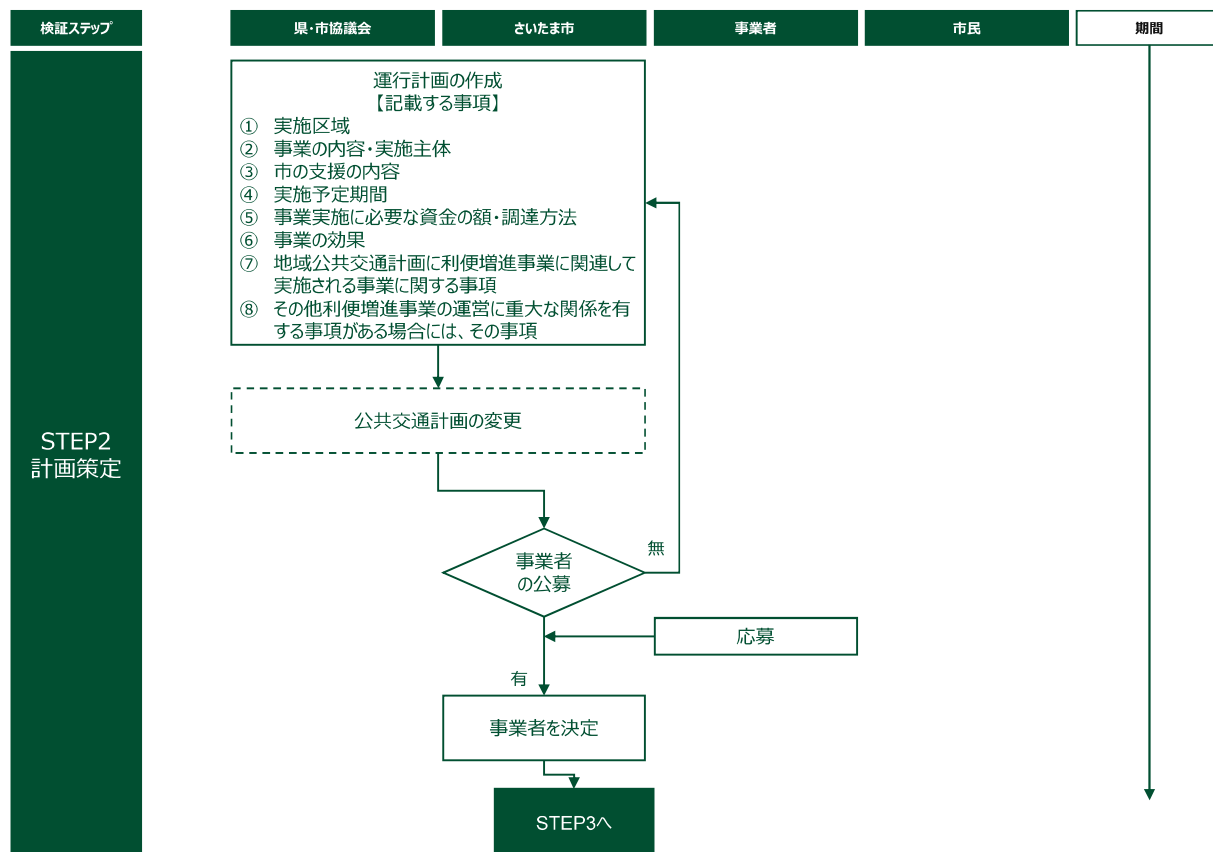 検証ステップ
県・市協議会
さいたま市
事業者
市民
期間
STEP2
計画策定
運行計画の作成
【記載する事項】
① 実施区域
② 事業の内容・実施主体
③ 市の支援の内容
④ 実施予定期間
⑤ 事業実施に必要な資金の額・調達方法
⑥ 事業の効果
⑦ 地域公共交通計画に利便増進事業に関連して
実施される事業に関する事項
⑧ その他利便増進事業の運営に重大な関係を有
する事項がある場合には、その事項
公共交通計画の変更
事業者
の公募
無
応募
有
事業者を決定
STEP3へ